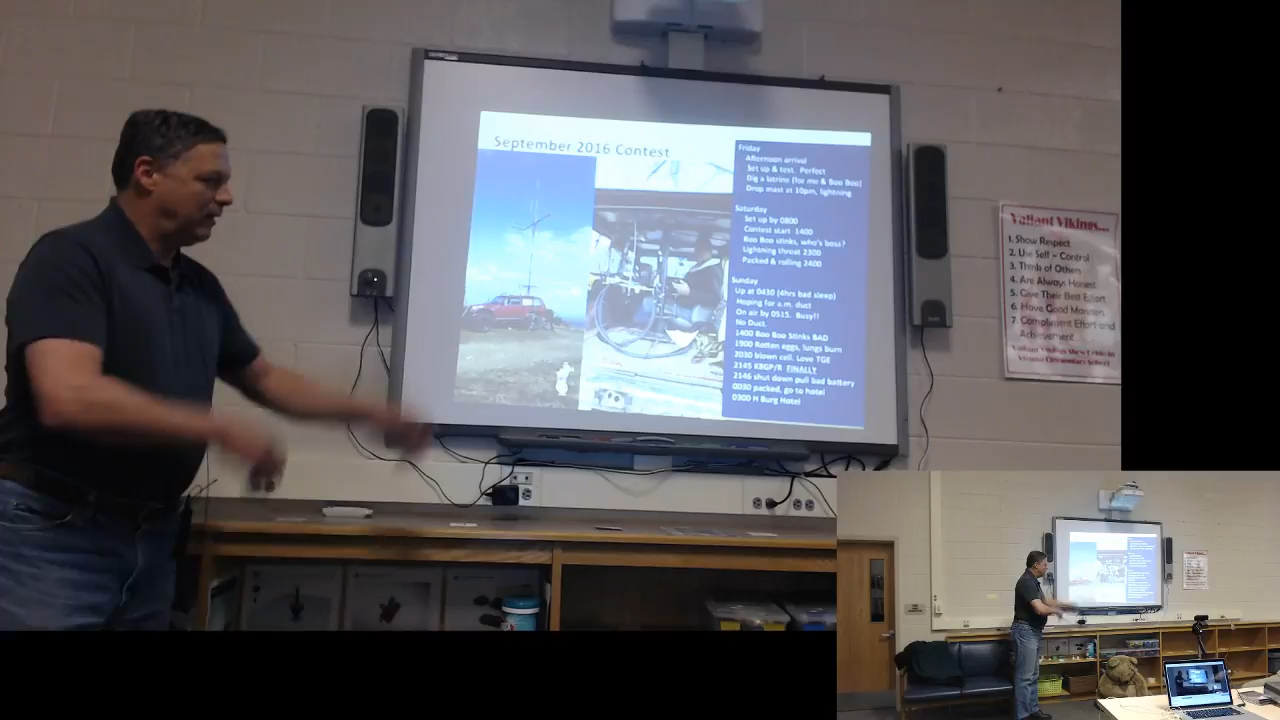 September 2016 Contest
Friday
Afternoon arrival
Set up & test. Perfect
Dig a latrine (for me & Boo Boo)
Drop mast at 10pm, lightning
Saturday
Set up by 0800
Contest start 1400
Boo Boo stinks, who's boss?
Lightning threat 2300
Packed & rolling 2400
Sunday
Up at 0430 (4hrs bad sleep)
Hoping for a.m. duct
On air by 0515. Busy!!
No Duct.
1400 Boo Boo Stinks BAD
1900 Rotten eggs, lungs burn
2030 blown cell. Love TGE
2145 K8GP/R FINALLY
2146 shut down pull bad battery
0030 packed, go to hotel
0300 H Burg Hotel
Valiant Vikings...
1. Show Respect
2. Use Self - Control
3. Think of Others
4. Are Always Honest
5. Give Their Best Effort
6. Have Good Manners
7. Compliment Effort and
Achievement